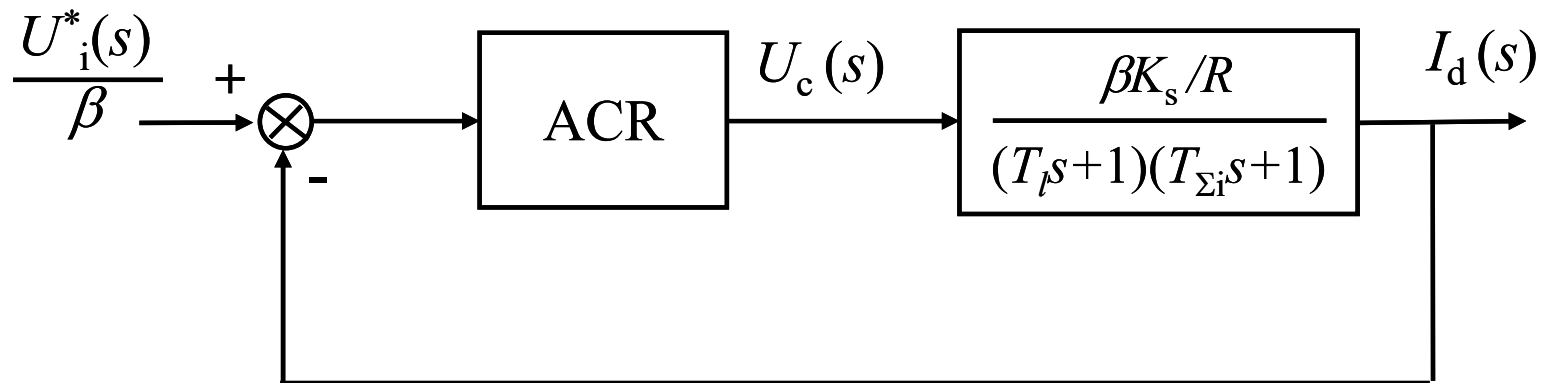 U*i(s)
β
+
-
ACR
Uc(s)
βKs/R
(Tls+1)(TΣis+1)
Id(s)